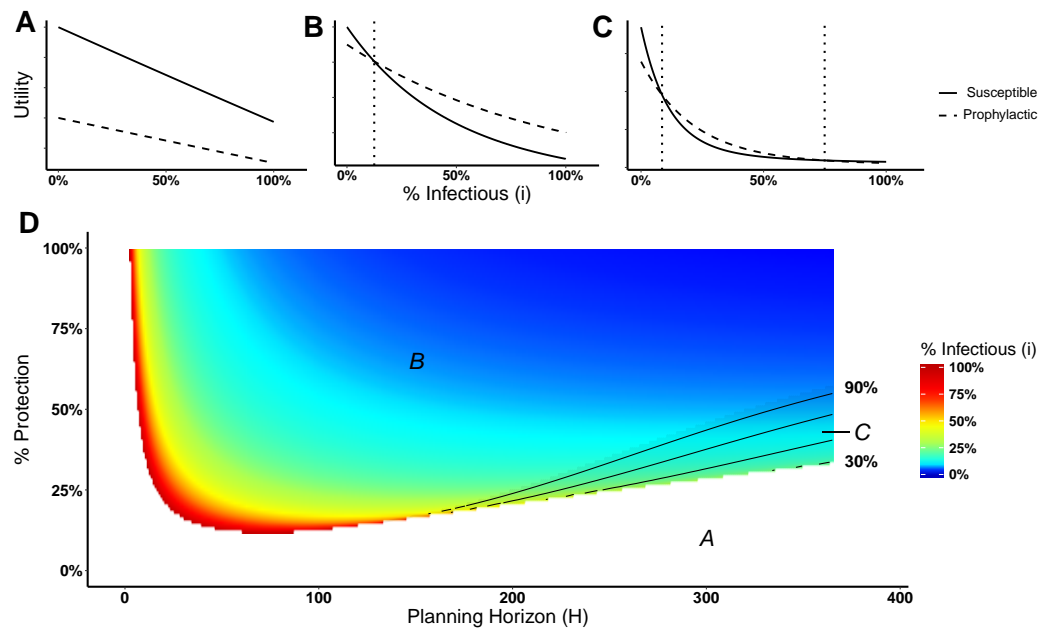 A
B
C
Utility
0%
50%
100%
0%
50%
100%
0%
50%
100%
% Infectious (i)
Susceptible
Prophylactic
D
100%
75%
50%
25%
0%
% Protection
B
A
C
90%
30%
0
100
200
300
400
Planning Horizon (H)
% Infectious (i)
100%
75%
50%
25%
0%